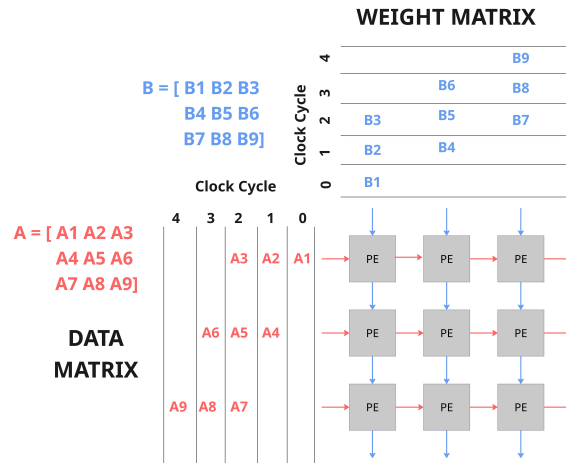 WEIGHT MATRIX
4 B9
B = [ B1 B2 B3
B4 B5 B6
B7 B8 B9]
Clock Cycle
3 B6 B8
2 B3 B5 B7
1 B2 B4
0 B1
Clock Cycle
4 3 2 1 0
A = [ A1 A2 A3
A4 A5 A6
A7 A8 A9]
A3 A2 A1 PE PE PE
DATA
MATRIX
A6 A5 A4 PE PE PE
A9 A8 A7 PE PE PE